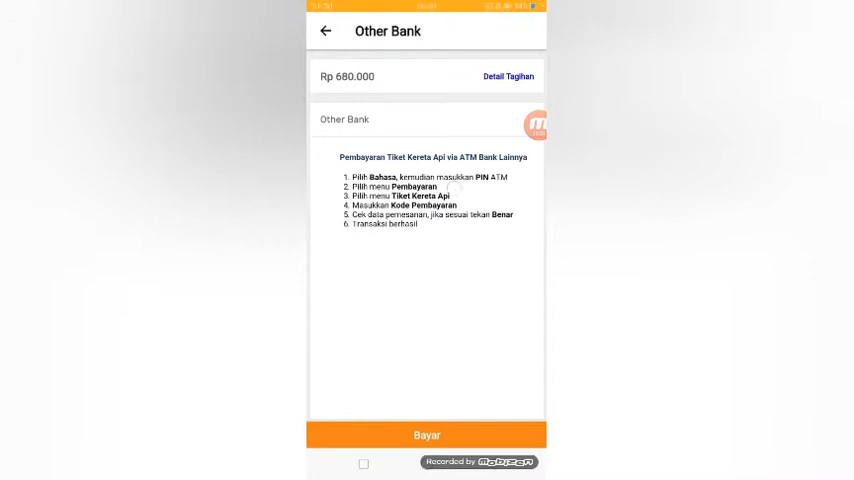 Other Bank
Rp 680.000
Detail Tagihan
Other Bank
Pembayaran Tiket Kereta Api via ATM Bank Lainnya
1. Pilih Bahasa, kemudian masukkan PIN ATM
2. Pilih menu Pembayaran
3. Pilih menu Tiket Kereta Api
4. Masukkan Kode Pembayaran
5. Cek data pemesanan, jika sesuai tekan Benar
6. Transaksi berhasil
Bayar
Recorded by mobizen